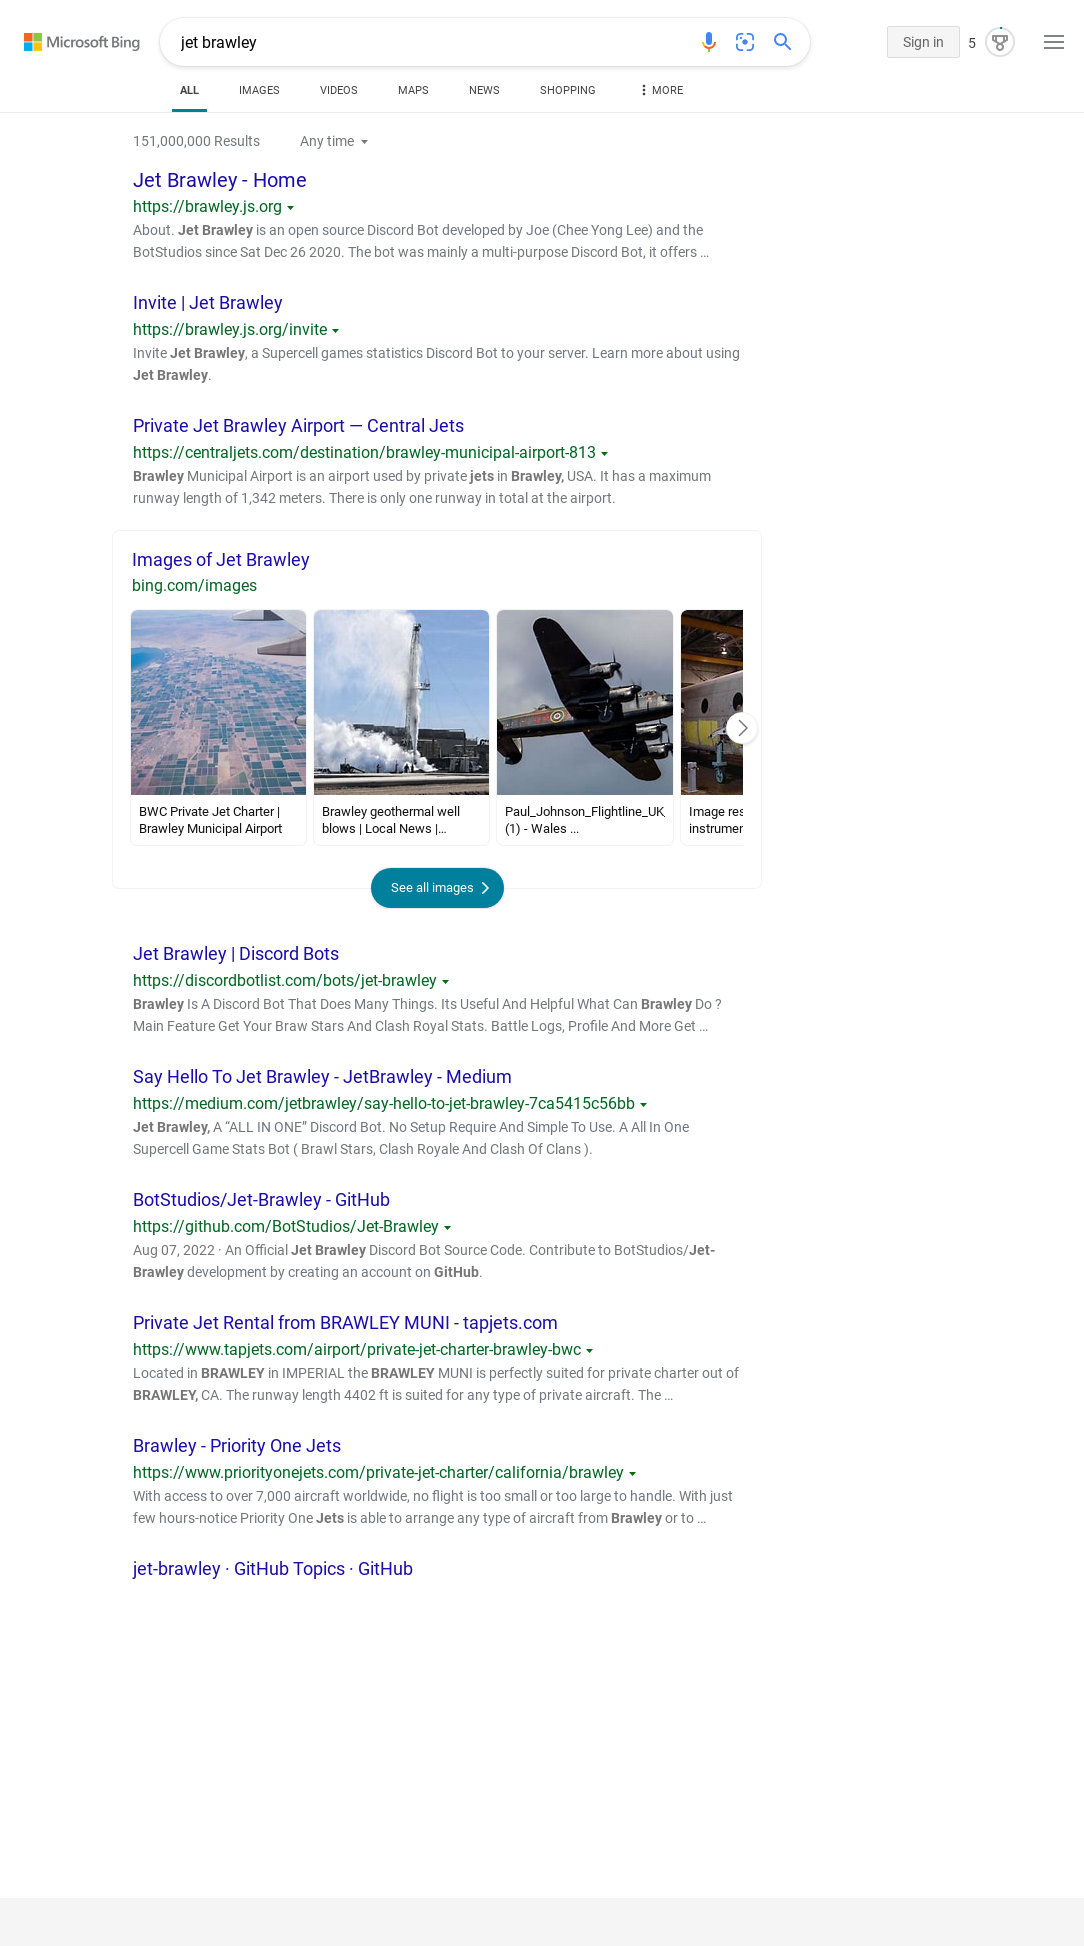 Microsoft Bing
jet brawley
Sign in
5
ALL
IMAGES
VIDEOS
MAPS
NEWS
SHOPPING
MORE
151,000,000 Results
Any time
Jet Brawley - Home
https://brawley.js.org
About. Jet Brawley is an open source Discord Bot developed by Joe (Chee Yong Lee) and the
BotStudios since Sat Dec 26 2020. The bot was mainly a multi-purpose Discord Bot, it offers …
Invite | Jet Brawley
https://brawley.js.org/invite
Invite Jet Brawley, a Supercell games statistics Discord Bot to your server. Learn more about using
Jet Brawley.
Private Jet Brawley Airport — Central Jets
https://centraljets.com/destination/brawley-municipal-airport-813
Brawley Municipal Airport is an airport used by private jets in Brawley, USA. It has a maximum
runway length of 1,342 meters. There is only one runway in total at the airport.
Images of Jet Brawley
bing.com/images
BWC Private Jet Charter |
Brawley Municipal Airport
Brawley geothermal well
blows | Local News |…
Paul_Johnson_Flightline_UK_
(1) - Wales ...
Image res
instrumen
See all images
Jet Brawley | Discord Bots
https://discordbotlist.com/bots/jet-brawley
Brawley Is A Discord Bot That Does Many Things. Its Useful And Helpful What Can Brawley Do ?
Main Feature Get Your Braw Stars And Clash Royal Stats. Battle Logs, Profile And More Get …
Say Hello To Jet Brawley - JetBrawley - Medium
https://medium.com/jetbrawley/say-hello-to-jet-brawley-7ca5415c56bb
Jet Brawley, A “ALL IN ONE” Discord Bot. No Setup Require And Simple To Use. A All In One
Supercell Game Stats Bot ( Brawl Stars, Clash Royale And Clash Of Clans ).
BotStudios/Jet-Brawley - GitHub
https://github.com/BotStudios/Jet-Brawley
Aug 07, 2022 · An Official Jet Brawley Discord Bot Source Code. Contribute to BotStudios/Jet-
Brawley development by creating an account on GitHub.
Private Jet Rental from BRAWLEY MUNI - tapjets.com
https://www.tapjets.com/airport/private-jet-charter-brawley-bwc
Located in BRAWLEY in IMPERIAL the BRAWLEY MUNI is perfectly suited for private charter out of
BRAWLEY, CA. The runway length 4402 ft is suited for any type of private aircraft. The …
Brawley - Priority One Jets
https://www.priorityonejets.com/private-jet-charter/california/brawley
With access to over 7,000 aircraft worldwide, no flight is too small or too large to handle. With just
few hours-notice Priority One Jets is able to arrange any type of aircraft from Brawley or to …
jet-brawley · GitHub Topics · GitHub